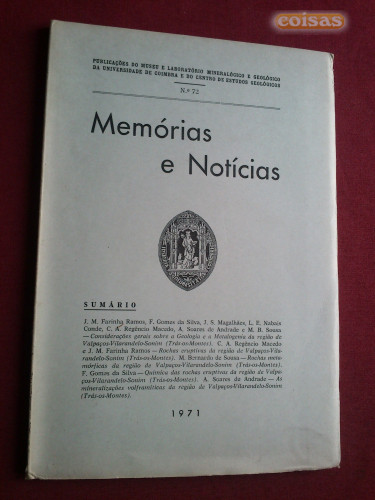 coisas
PUBLICAÇÕES DO MUSEU E LABORATÓRIO MINERALÓGICO E GEOLÓGICO
DA UNIVERSIDADE DE COIMBRA E DO CENTRO DE ESTUDOS GEOLÓGICOS
N.º 72
Memórias
e Notícias
SUMÁRIO
J. M. Farinha Ramos, F. Gomes da Silva, J. S. Magalhães, L. E. Nabais
Conde, C. A. Regêncio Macedo, A. Soares de Andrade e M. B. Sousa
— Considerações gerais sobre a Geologia e a Metalogenia da região de
Valpaços-Vilarandelo-Sonim (Trás-os-Montes). C. A. Regêncio Macedo
e J. M. Farinha Ramos — Rochas eruptivas da região de Valpaços-Vila-
randelo-Sonim (Trás-os-Montes). M. Bernardo de Sousa — Rochas meta-
mórficas da região de Valpaços-Vilarandelo-Sonim (Trás-os-Montes).
F. Gomes da Silva — Química das rochas eruptivas da região de Valpa-
ços-Vilarandelo-Sonim (Trás-os-Montes). A. Soares de Andrade — As
mineralizações volframíticas da região de Valpaços-Vilarandelo-Sonim
(Trás-os-Montes).
1971